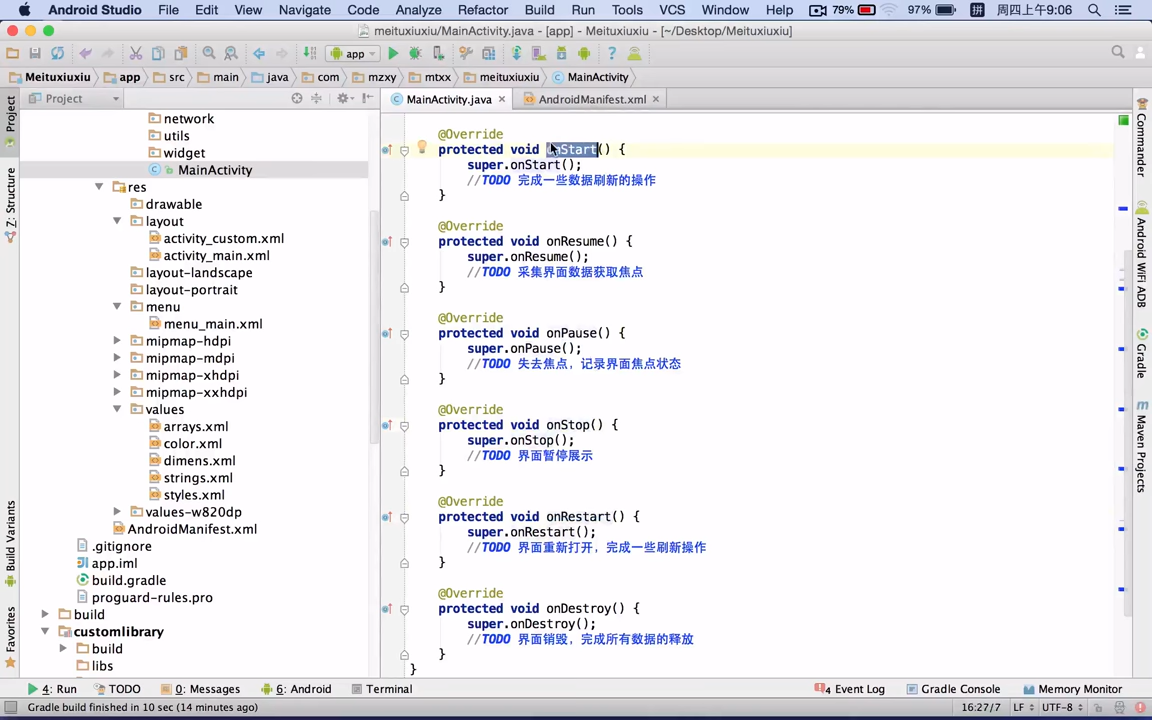 Android Studio File Edit View Navigate Code Analyze Refactor Build Run Tools VCS Window Help 79% 97% 拼 周四上午9:06
meituxiuxiu/MainActivity.java - [app] - Meituxiuxiu - [~/Desktop/Meituxiuxiu]
app
Meituxiuxiu app src main java com mzxy mtxx meituxiuxiu MainActivity
Project
MainActivity.java AndroidManifest.xml
network
utils
widget
MainActivity
res
drawable
layout
activity_custom.xml
activity_main.xml
layout-landscape
layout-portrait
menu
menu_main.xml
mipmap-hdpi
mipmap-mdpi
mipmap-xhdpi
mipmap-xxhdpi
values
arrays.xml
color.xml
dimens.xml
strings.xml
styles.xml
values-w820dp
AndroidManifest.xml
.gitignore
app.iml
build.gradle
proguard-rules.pro
build
customlibrary
build
libs
@Override
protected void onStart() {
super.onStart();
//TODO 完成一些数据刷新的操作
}
@Override
protected void onResume() {
super.onResume();
//TODO 采集界面数据获取焦点
}
@Override
protected void onPause() {
super.onPause();
//TODO 失去焦点，记录界面焦点状态
}
@Override
protected void onStop() {
super.onStop();
//TODO 界面暂停展示
}
@Override
protected void onRestart() {
super.onRestart();
//TODO 界面重新打开，完成一些刷新操作
}
@Override
protected void onDestroy() {
super.onDestroy();
//TODO 界面销毁，完成所有数据的释放
}
}
Project
Z: Structure
Build Variants
Favorites
Commander
Android WiFi ADB
Gradle
Maven Projects
4: Run TODO 0: Messages 6: Android Terminal 4 Event Log Gradle Console Memory Monitor
Gradle build finished in 10 sec (14 minutes ago) 16:27/7 LF UTF-8